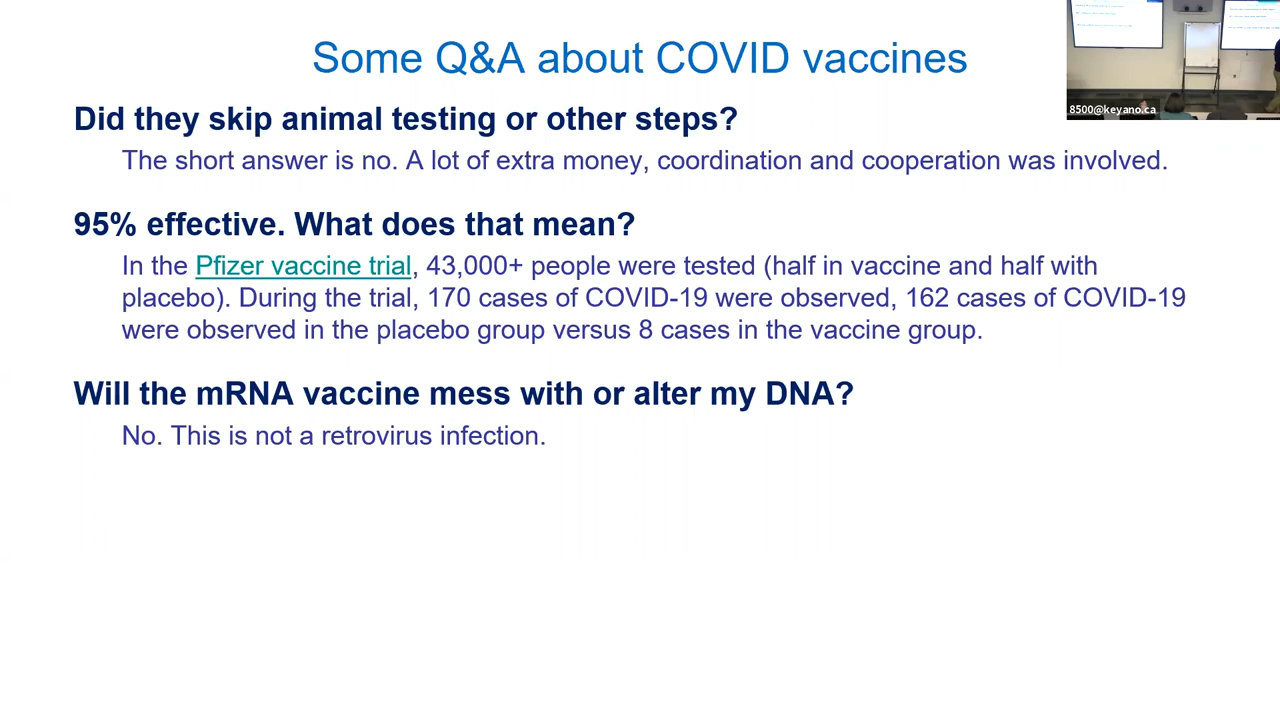 Some Q&A about COVID vaccines
8500@keyano.ca
Did they skip animal testing or other steps?
The short answer is no. A lot of extra money, coordination and cooperation was involved.
95% effective. What does that mean?
In the Pfizer vaccine trial, 43,000+ people were tested (half in vaccine and half with
placebo). During the trial, 170 cases of COVID-19 were observed, 162 cases of COVID-19
were observed in the placebo group versus 8 cases in the vaccine group.
Will the mRNA vaccine mess with or alter my DNA?
No. This is not a retrovirus infection.